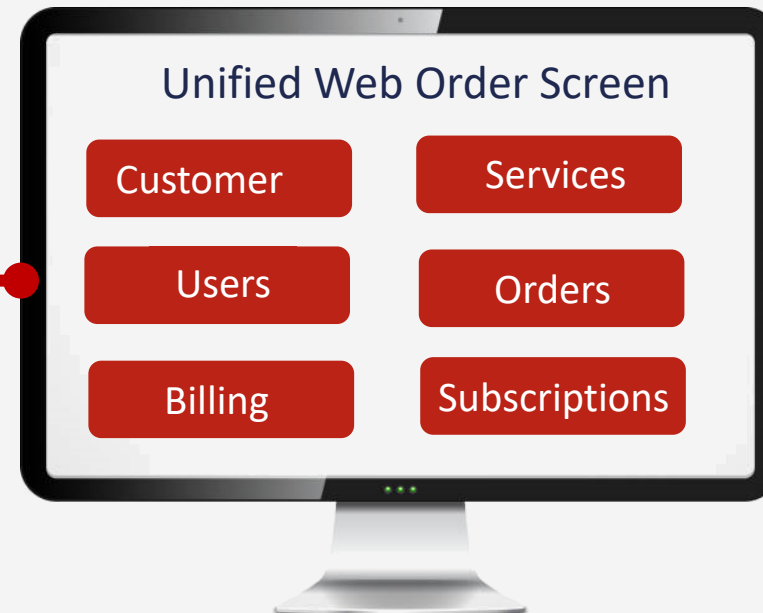 Unified Web Order Screen
Customer
Services
Users
Orders
Billing
Subscriptions